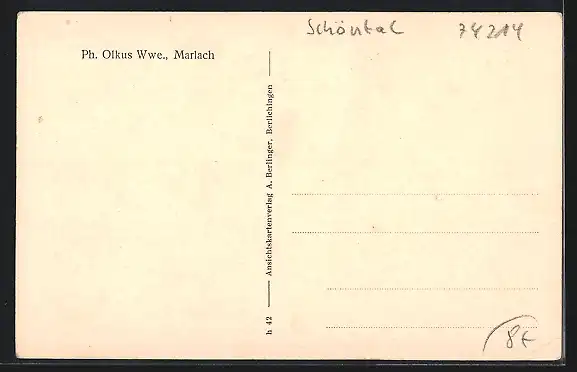 Schöntal 74214
Ph. Olkus Wwe., Marlach
h 42 Ansichtskartenverlag A. Berlinger, Berlichingen
8€